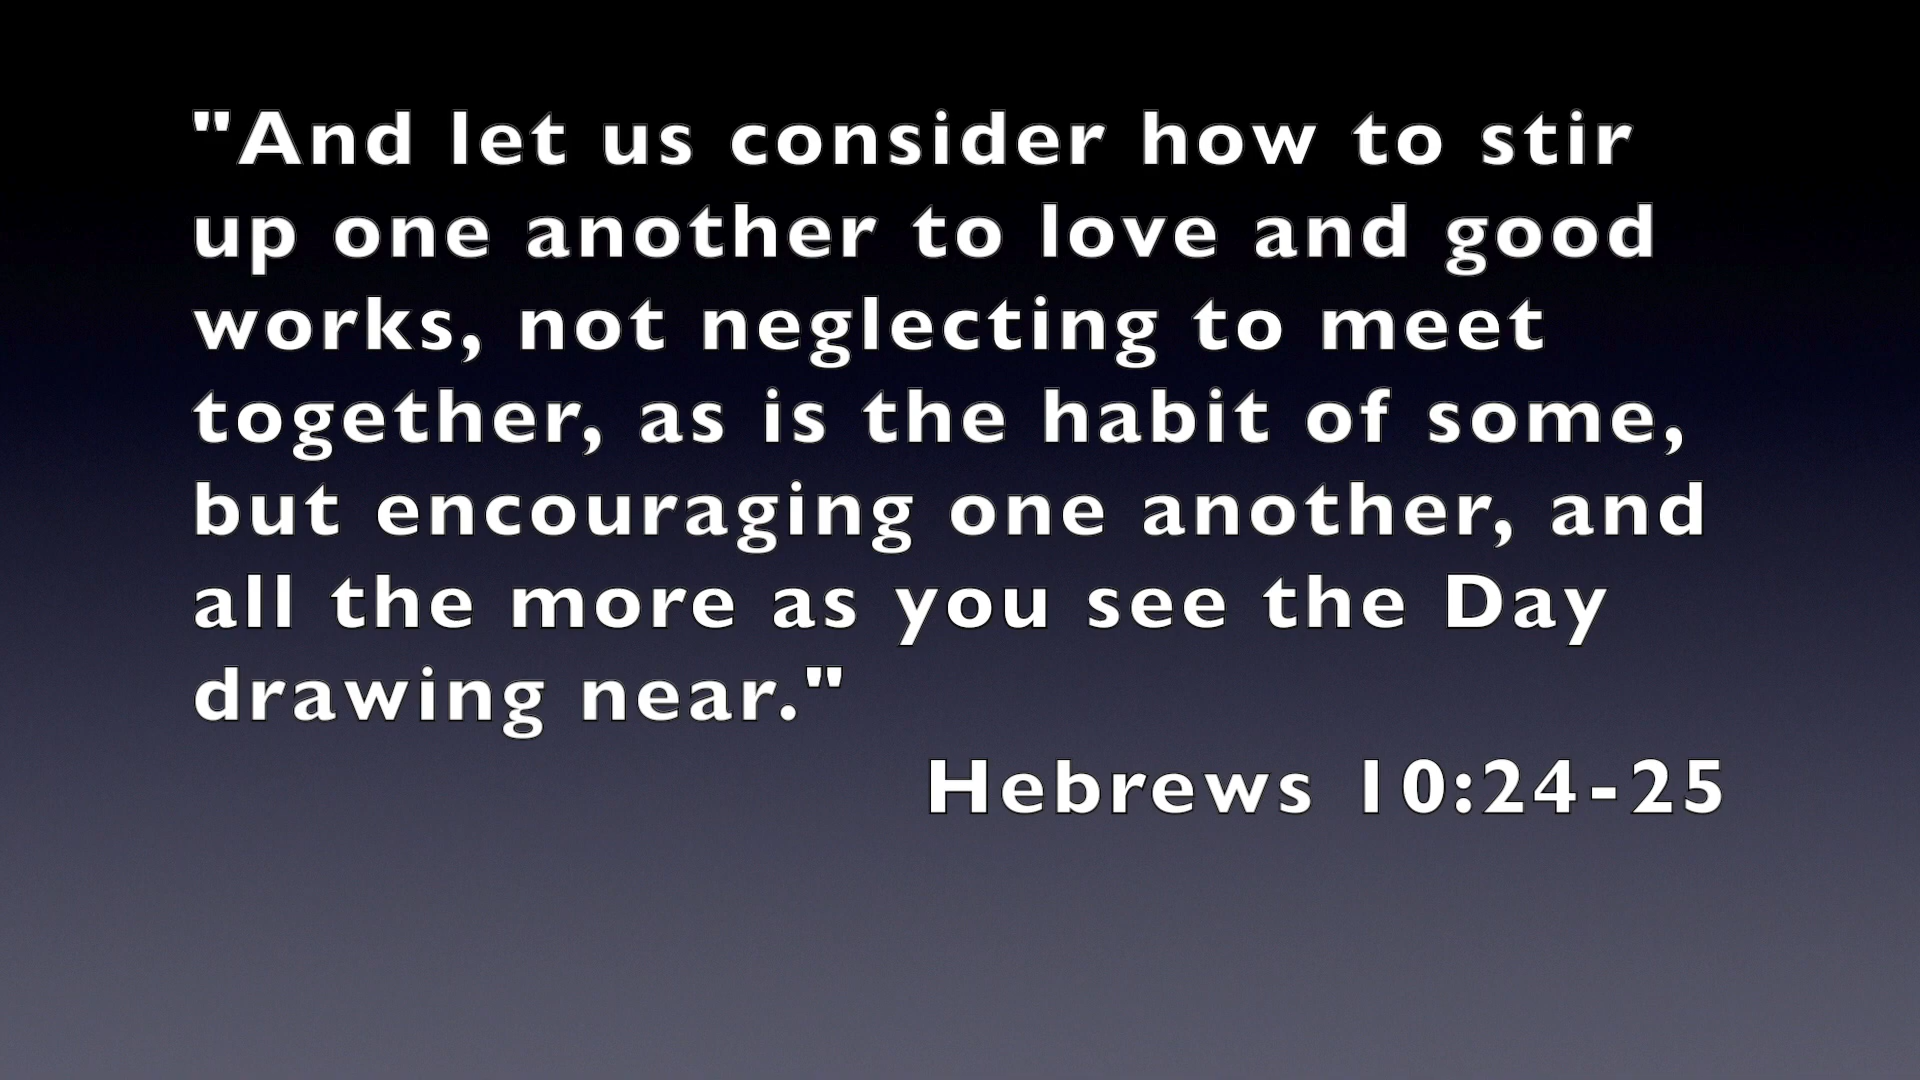 "And let us consider how to stir
up one another to love and good
works, not neglecting to meet
together, as is the habit of some,
but encouraging one another, and
all the more as you see the Day
drawing near."
Hebrews 10:24-25